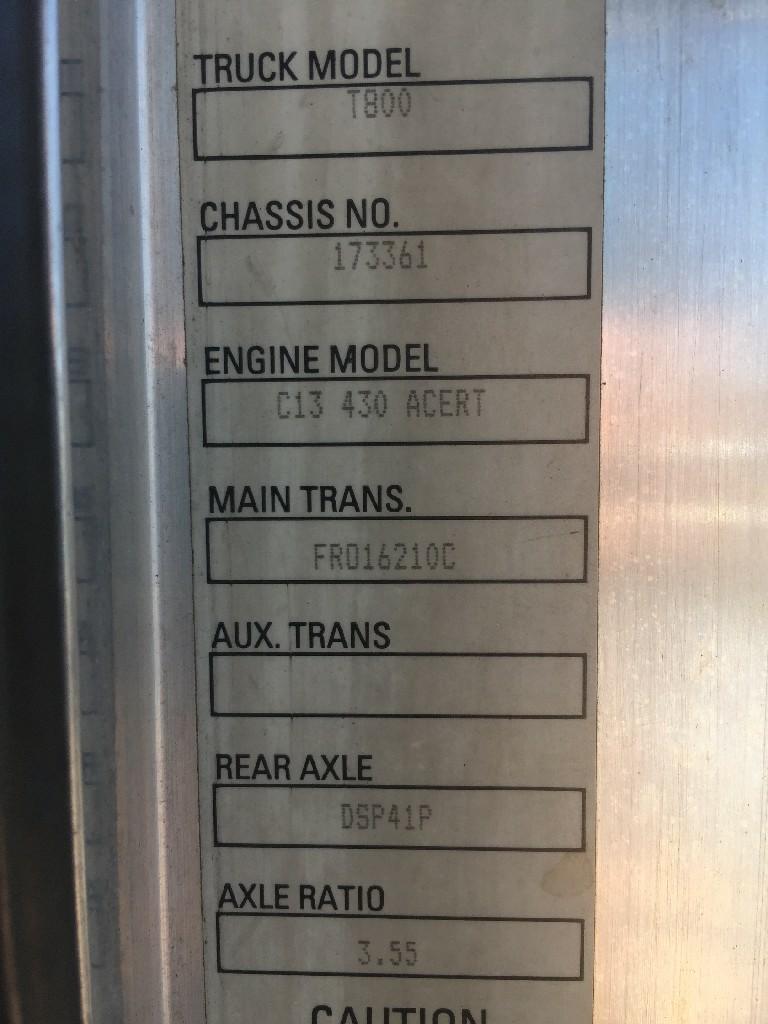 TRUCK MODEL
T800
CHASSIS NO.
173361
ENGINE MODEL
C13 430 ACERT
MAIN TRANS.
FRO16210C
AUX. TRANS
REAR AXLE
DSP41P
AXLE RATIO
3.55
CAUTION